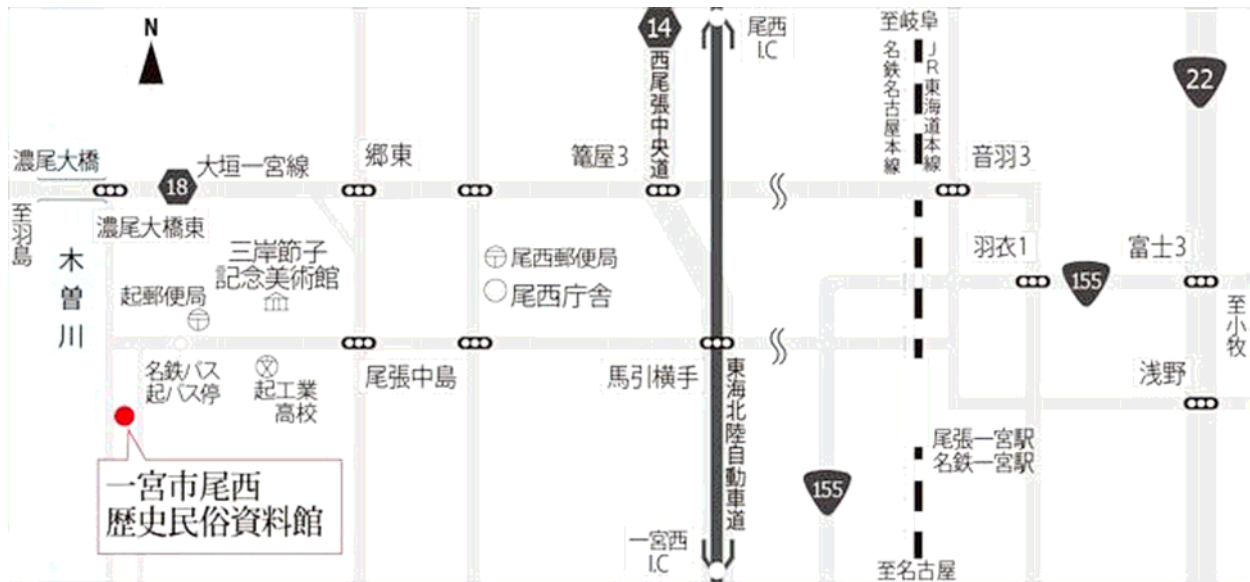 N
14
西尾張中央道
尾西
I.C
至岐阜
名鉄名古屋本線
JR東海道本線
22
濃尾大橋
18
大垣一宮線
郷東
篭屋3
音羽3
至羽島
濃尾大橋東
木曽川
三岸節子
記念美術館
尾西郵便局
尾西庁舎
羽衣1
155
富士3
起郵便局
至小牧
名鉄バス
起バス停
起工業
高校
尾張中島
馬引横手
東海北陸自動車道
浅野
一宮市尾西
歴史民俗資料館
155
尾張一宮駅
名鉄一宮駅
一宮西
I.C
至名古屋